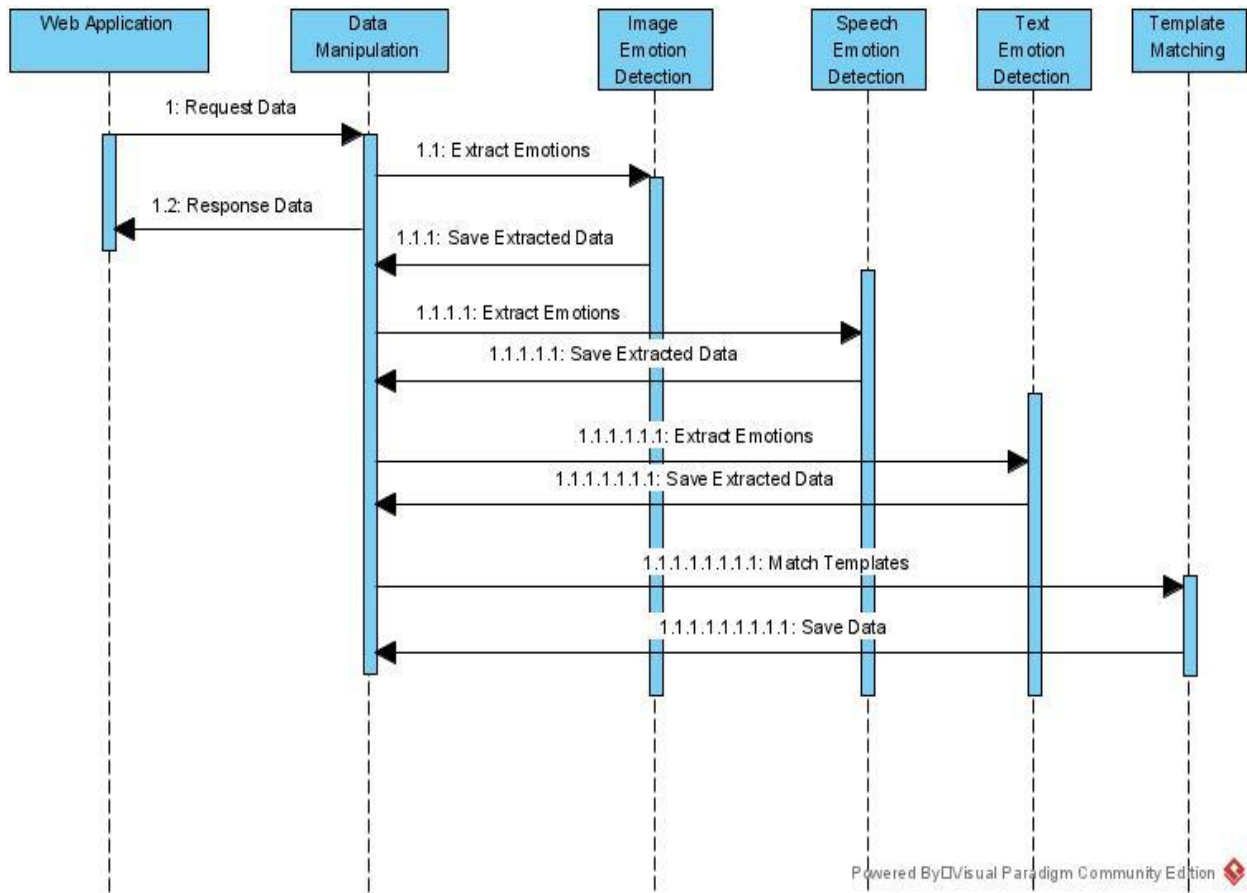 Web Application
Data
Manipulation
Image
Emotion
Detection
Speech
Emotion
Detection
Text
Emotion
Detection
Template
Matching
1: Request Data
1.1: Extract Emotions
1.2: Response Data
1.1.1: Save Extracted Data
1.1.1.1: Extract Emotions
1.1.1.1.1: Save Extracted Data
1.1.1.1.1.1: Extract Emotions
1.1.1.1.1.1.1: Save Extracted Data
1.1.1.1.1.1.1.1: Match Templates
1.1.1.1.1.1.1.1.1: Save Data
Powered By□Visual Paradigm Community Edition